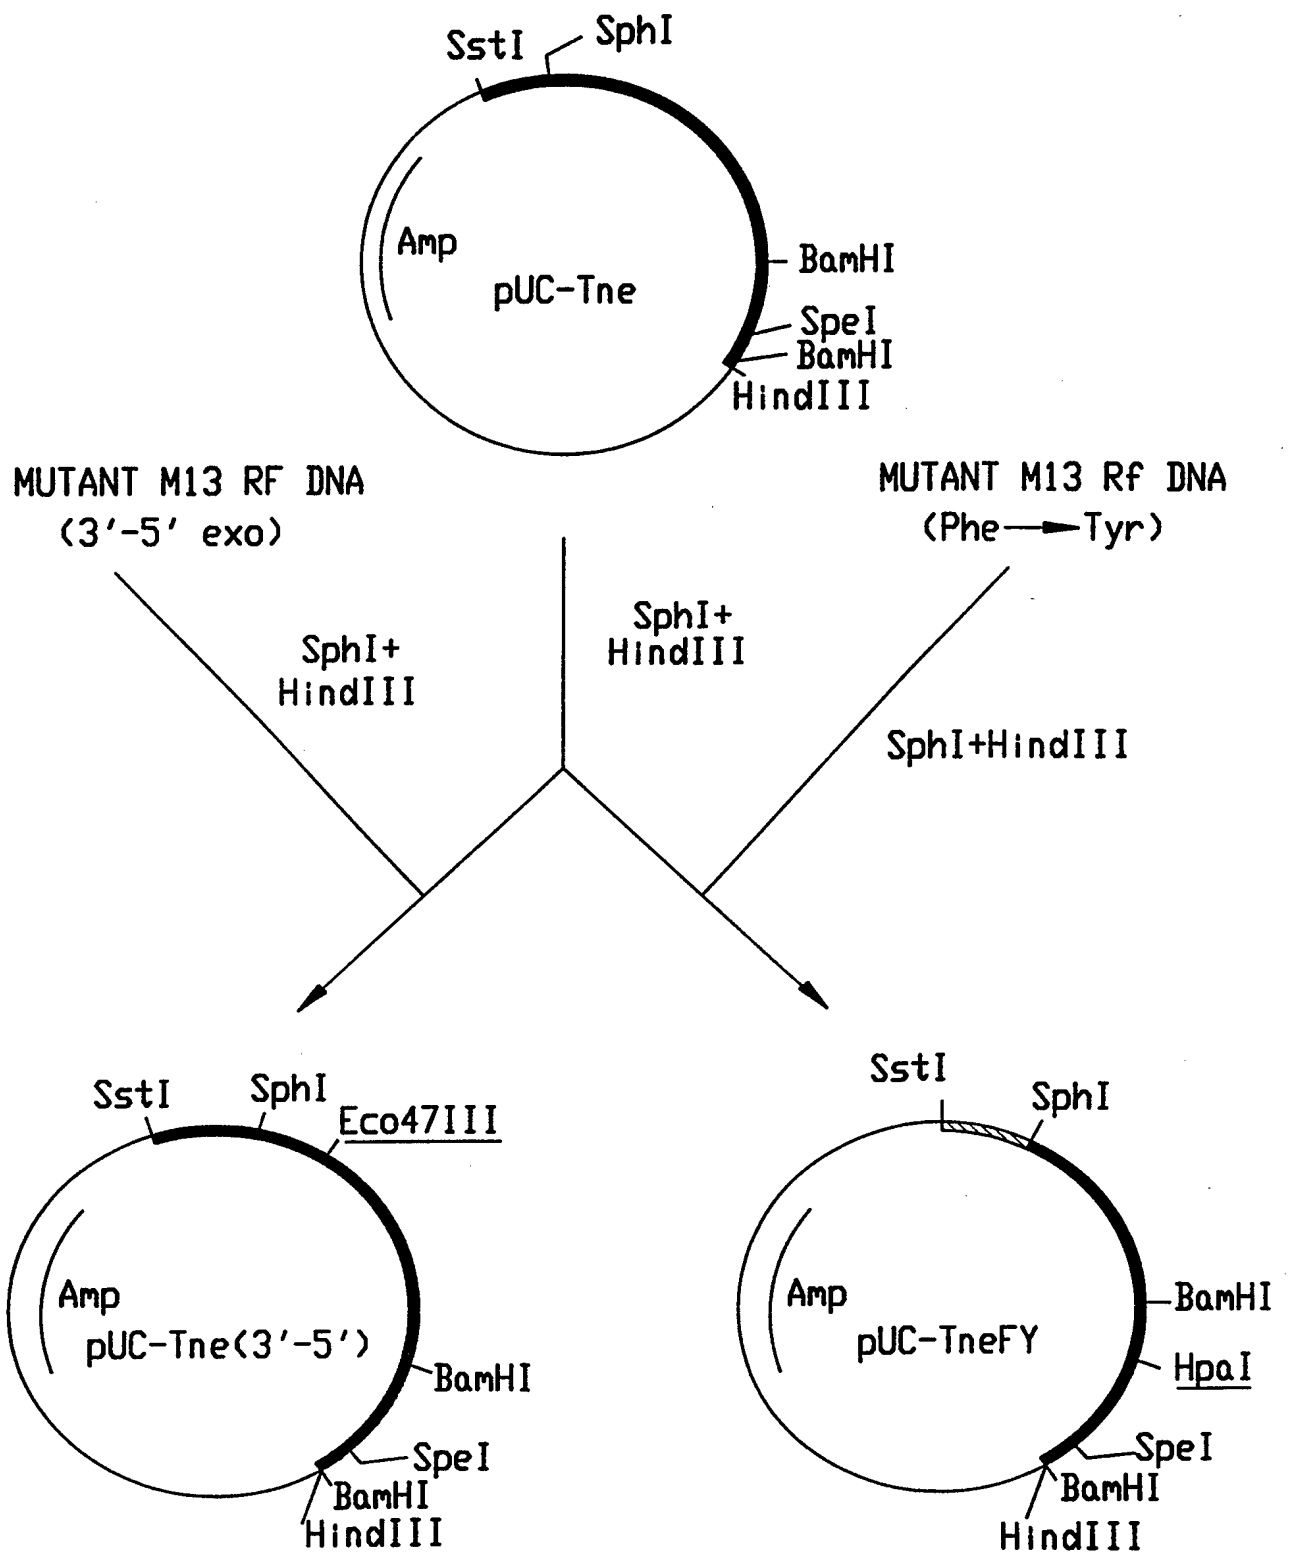 SstI
SphI
Amp
pUC-Tne
BamHI
SpeI
BamHI
HindIII
MUTANT M13 RF DNA
(3'-5' exo)
MUTANT M13 Rf DNA
(Phe→Tyr)
SphI+
HindIII
SphI+
HindIII
SphI+HindIII
SstI
SphI
Eco47III
Amp
pUC-Tne(3'-5')
BamHI
SpeI
BamHI
HindIII
SstI
SphI
Amp
pUC-TneFY
BamHI
HpaI
SpeI
BamHI
HindIII